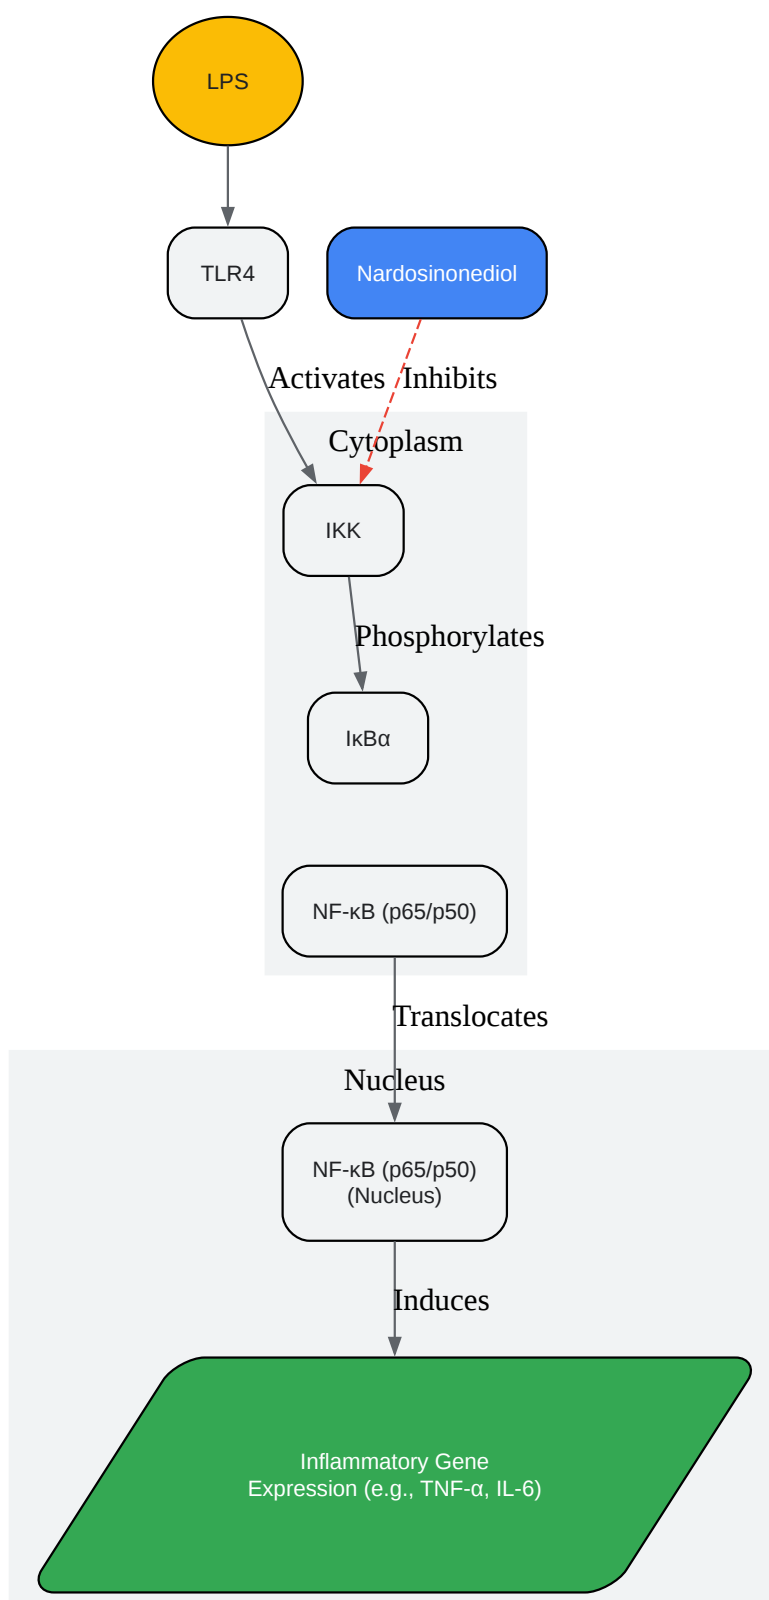 LPS
TLR4
Nardosinonediol
Activates
Inhibits
Cytoplasm
IKK
Phosphorylates
IκBα
NF-κB (p65/p50)
Translocates
Nucleus
NF-κB (p65/p50)
(Nucleus)
Induces
Inflammatory Gene
Expression (e.g., TNF-α, IL-6)